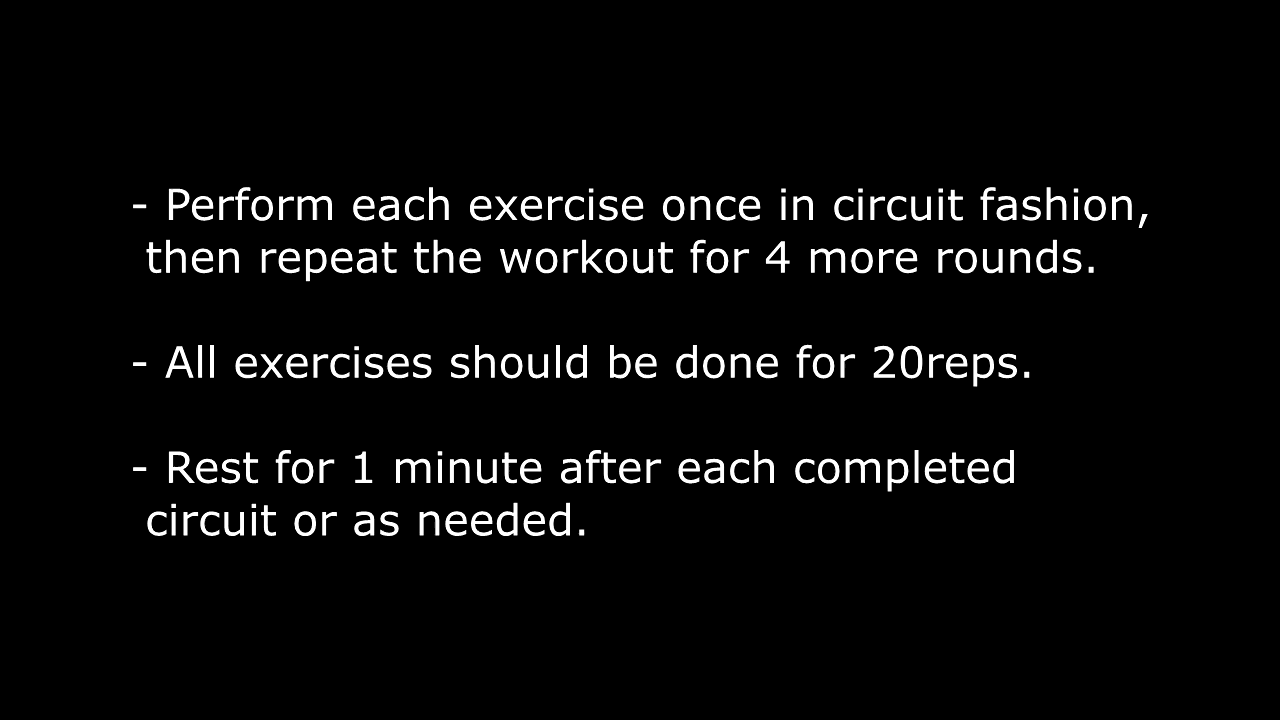 - Perform each exercise once in circuit fashion,
then repeat the workout for 4 more rounds.
- All exercises should be done for 20reps.
- Rest for 1 minute after each completed
circuit or as needed.